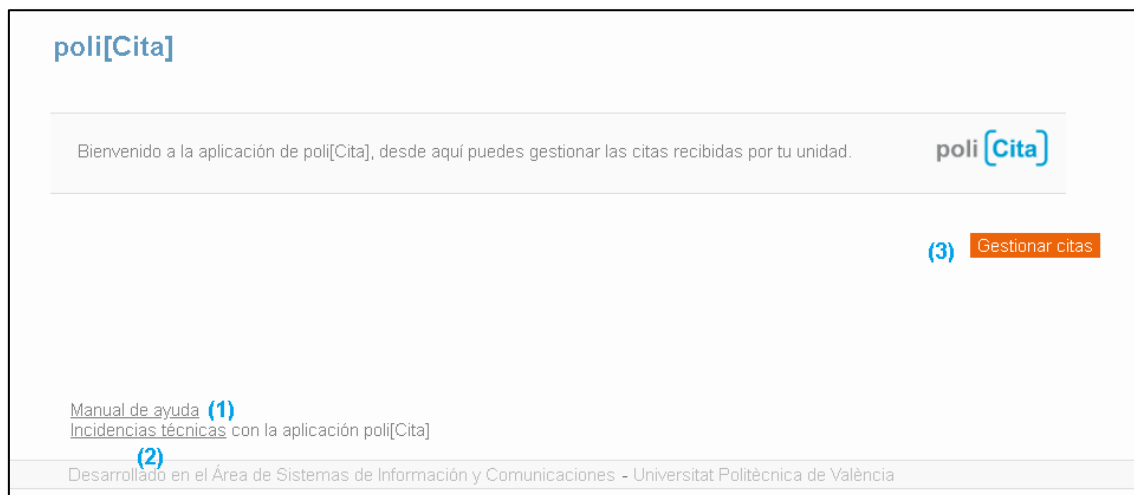 poli[Cita]
Bienvenido a la aplicación de poli[Cita], desde aquí puedes gestionar las citas recibidas por tu unidad.
poli [Cita]
(3) Gestionar citas
Manual de ayuda (1)
Incidencias técnicas con la aplicación poli[Cita]
(2)
Desarrollado en el Área de Sistemas de Información y Comunicaciones - Universitat Politècnica de València